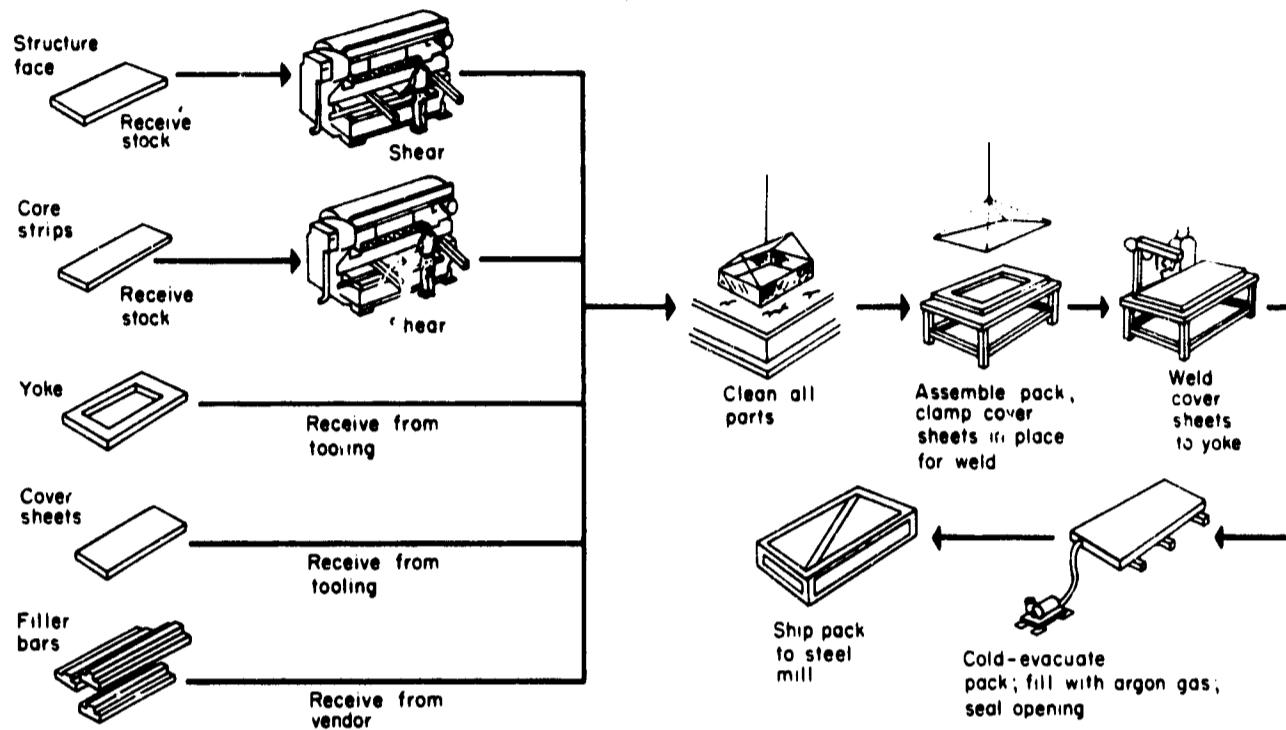 Structure
face
Receive
stock
Shear
Core
strips
Receive
stock
hear
Yoke
Receive from
tooling
Cover
sheets
Receive from
tooling
Filler
bars
Receive from
vendor
Clean all
parts
Assemble pack,
clamp cover
sheets in place
for weld
Weld
cover
sheets
to yoke
Ship pack
to steel
mill
Cold-evacuate
pack; fill with argon gas;
seal opening